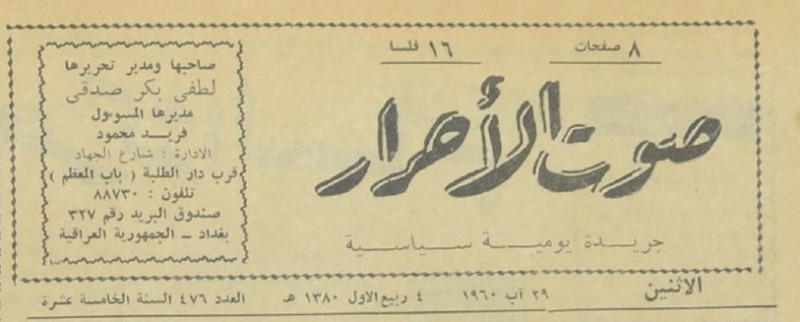 ٨ صفحات
١٦ فلسا
صوت الأحرار
جريدة يومية سياسية
صاحبها ومدير تحريرها
لطفي بكر صدقي
مديرها المسوول
فريد محمود
الادارة : شارع الجهاد
قرب دار الطلبة ( باب المعظم )
تلفون : ٨٨٧٣٠
صندوق البريد رقم ٣٢٧
بغداد - الجمهورية العراقية
الاثنين ٢٩ آب ١٩٦٠ ٤ ربيع الاول ١٣٨٠ هـ العدد ٤٧٦ السنة الخامسة عشرة